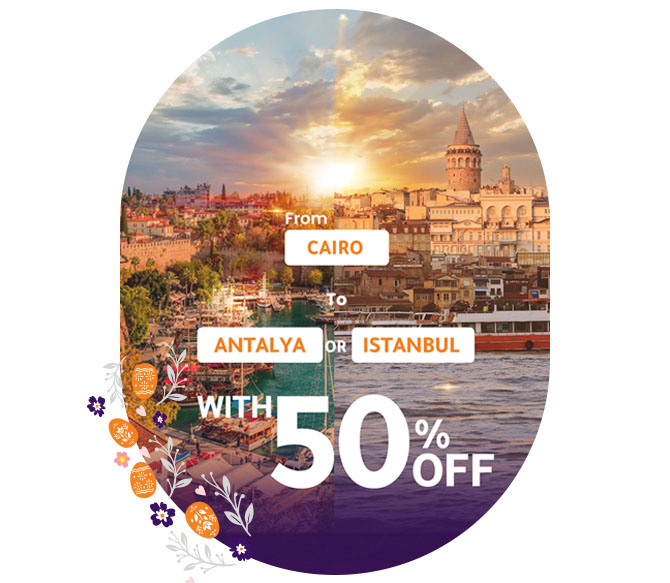 From
CAIRO
To
ANTALYA OR ISTANBUL
WITH 50% OFF